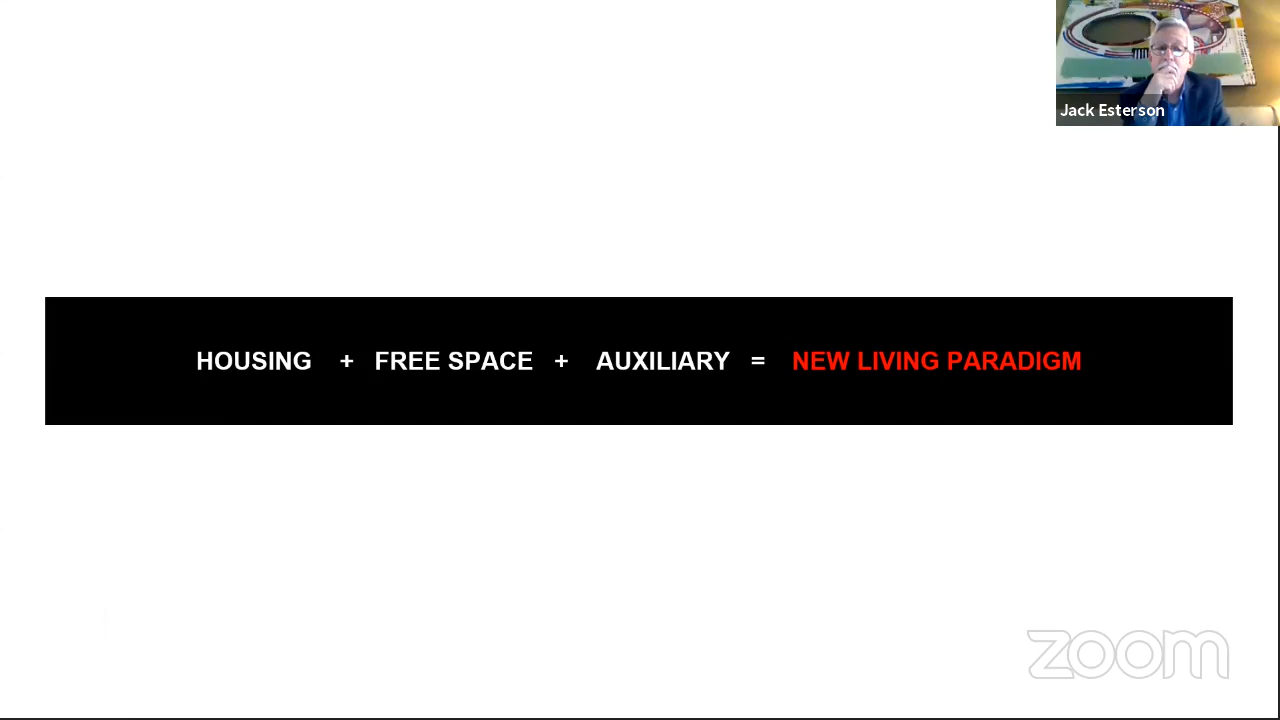 Jack Esterson
HOUSING + FREE SPACE + AUXILIARY = NEW LIVING PARADIGM
zoom